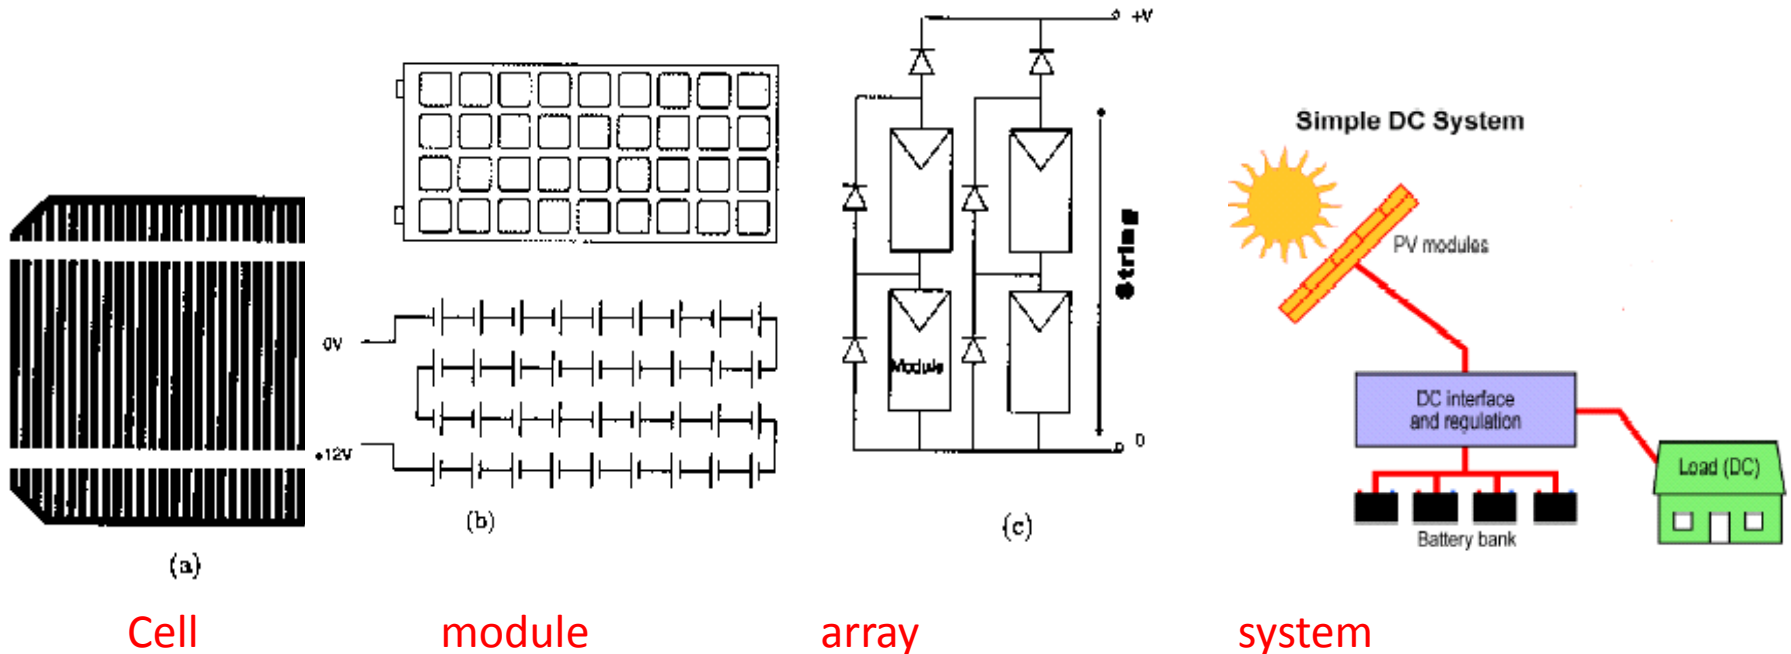 +V
Simple DC System
PV modules
String
0V
Module
DC interface
and regulation
+12V
0
Load (DC)
Battery bank
(a)
(b)
(c)
Cell
module
array
system